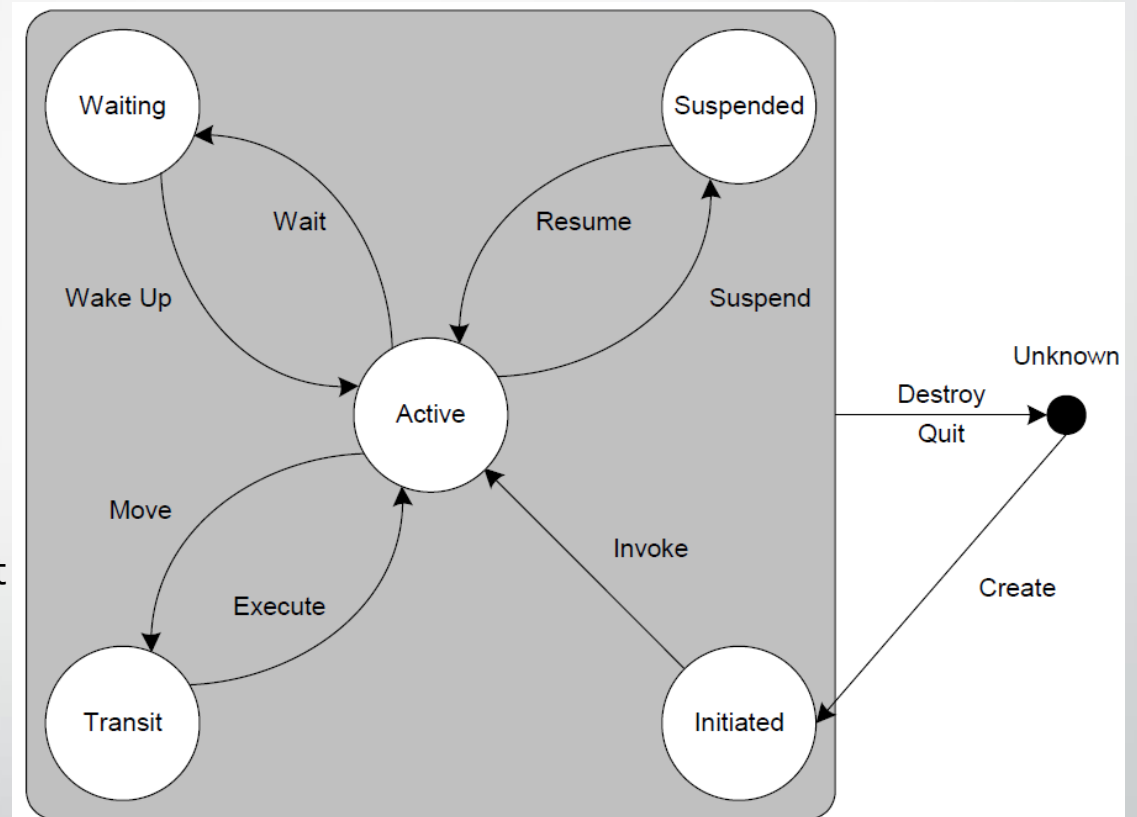 Waiting
Suspended
Wait
Resume
Wake Up
Suspend
Unknown
Destroy
Quit
Active
Move
Invoke
t
Execute
Create
Transit
Initiated